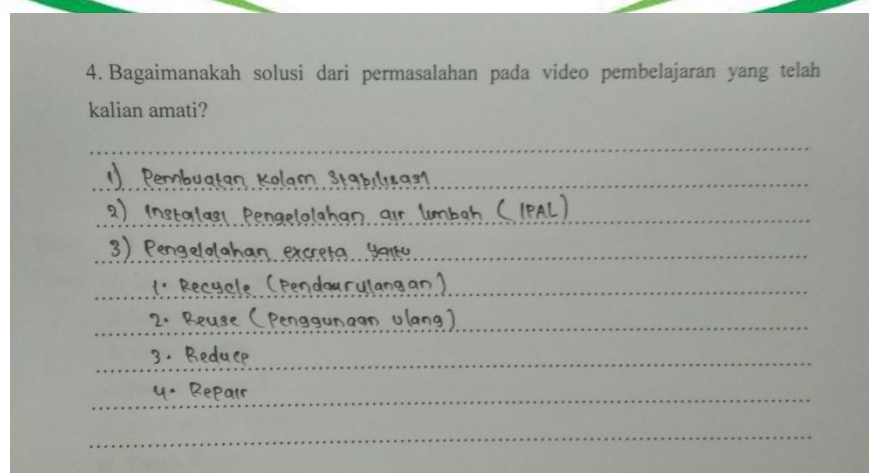 4. Bagaimanakah solusi dari permasalahan pada video pembelajaran yang telah
kalian amati?
1) Pembuatan Kolam Stabilisasi
2) Instalasi Pengelolahan air limbah (IPAL)
3) Pengelolahan excreta yaitu
1. Recycle (Pendaurulangan)
2. Reuse (Penggunaan ulang)
3. Reduce
4. Repair